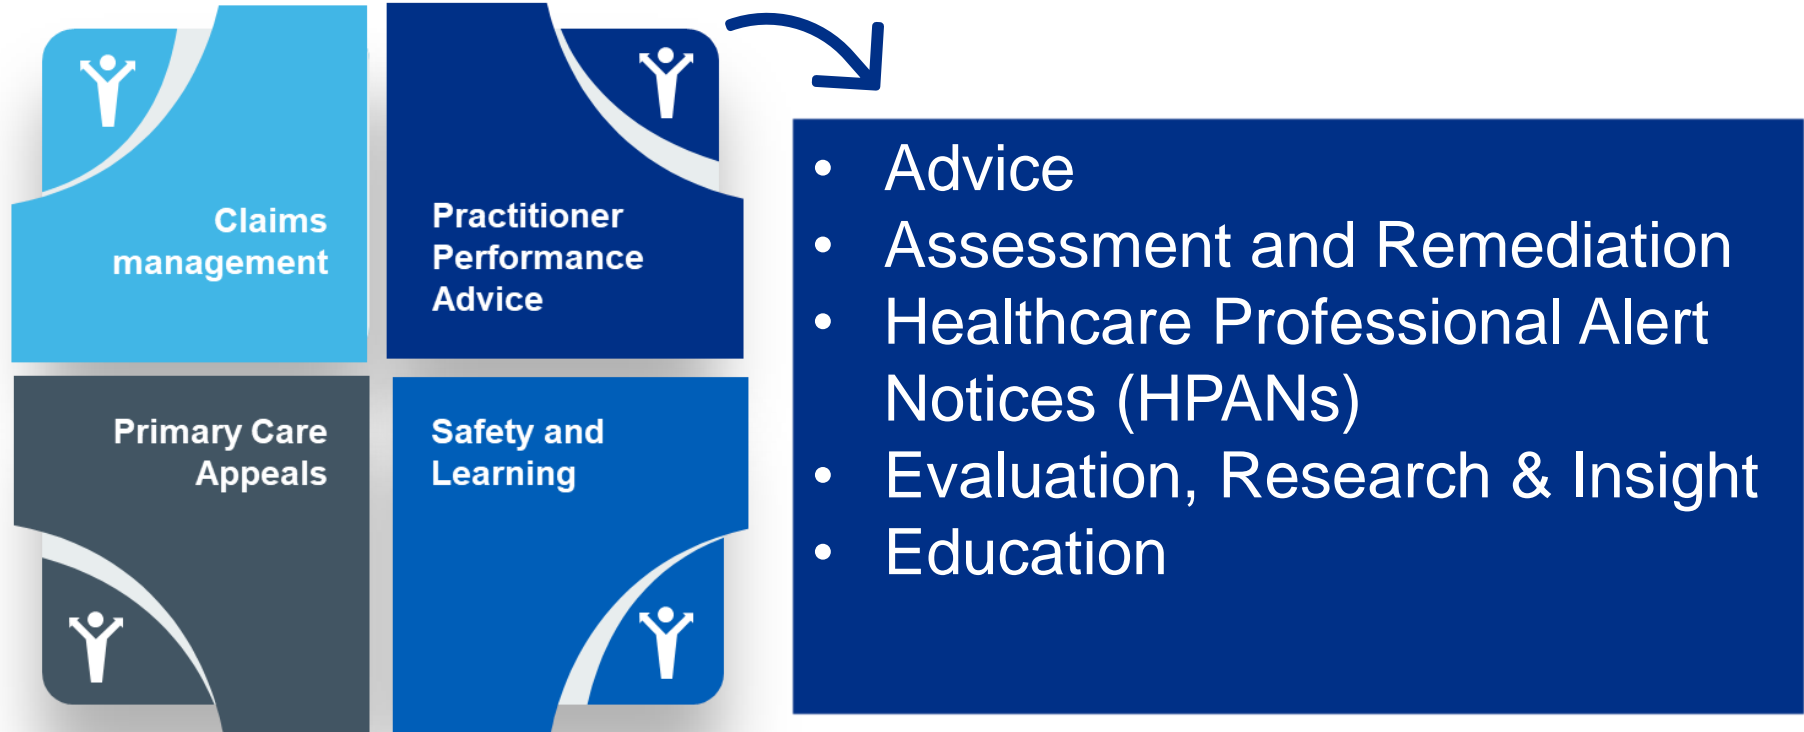 Claims
management
Practitioner
Performance
Advice
Primary Care
Appeals
Safety and
Learning
• Advice
• Assessment and Remediation
• Healthcare Professional Alert
Notices (HPANs)
• Evaluation, Research & Insight
• Education